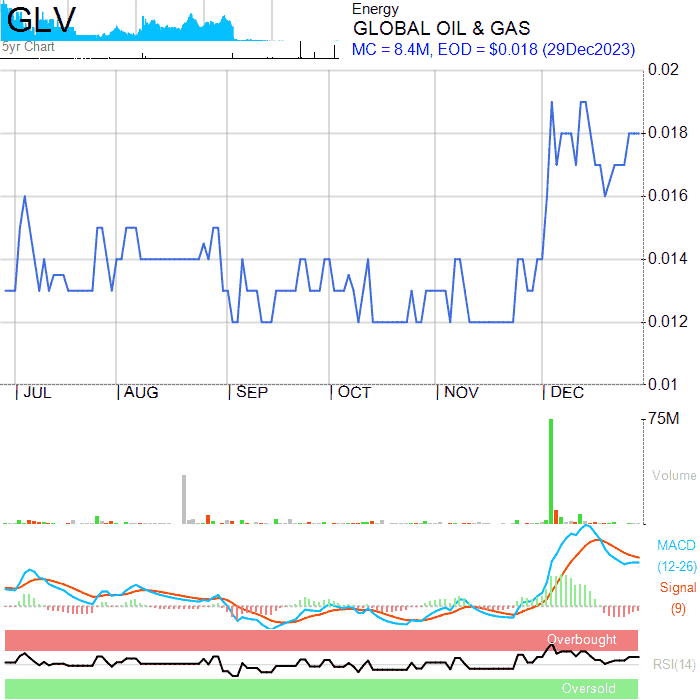 GLV
5yr Chart
Energy
GLOBAL OIL & GAS
MC = 8.4M, EOD = $0.018 (29Dec2023)
0.02
0.018
0.016
0.014
0.012
0.01
JUL
AUG
SEP
OCT
NOV
DEC
75M
Volume
MACD
(12-26)
Signal
(9)
Overbought
RSI(14)
Oversold